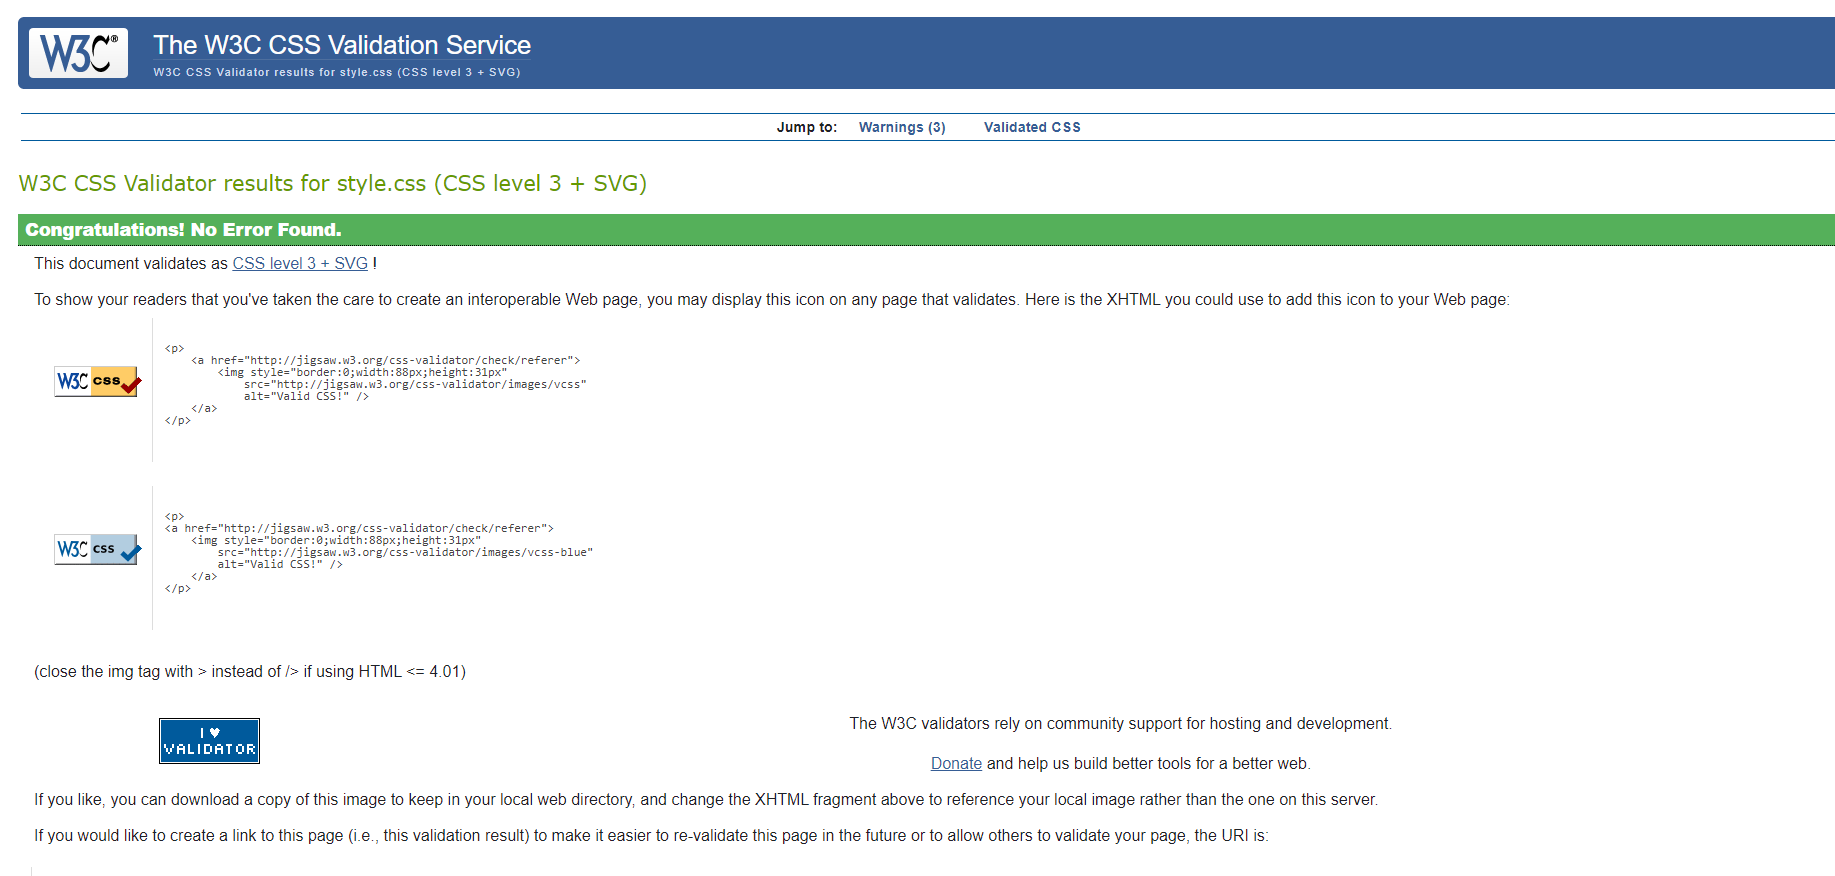 W3C®
The W3C CSS Validation Service
W3C CSS Validator results for style.css (CSS level 3 + SVG)
Jump to: Warnings (3) Validated CSS
W3C CSS Validator results for style.css (CSS level 3 + SVG)
Congratulations! No Error Found.
This document validates as CSS level 3 + SVG !
To show your readers that you've taken the care to create an interoperable Web page, you may display this icon on any page that validates. Here is the XHTML you could use to add this icon to your Web page:
W3C css
<p>
<a href="http://jigsaw.w3.org/css-validator/check/referer">
<img style="border:0;width:88px;height:31px"
src="http://jigsaw.w3.org/css-validator/images/vcss"
alt="Valid CSS!" />
</a>
</p>
W3C css
<p>
<a href="http://jigsaw.w3.org/css-validator/check/referer">
<img style="border:0;width:88px;height:31px"
src="http://jigsaw.w3.org/css-validator/images/vcss-blue"
alt="Valid CSS!" />
</a>
</p>
(close the img tag with > instead of /> if using HTML <= 4.01)
I ♥
VALIDATOR
The W3C validators rely on community support for hosting and development.
Donate and help us build better tools for a better web.
If you like, you can download a copy of this image to keep in your local web directory, and change the XHTML fragment above to reference your local image rather than the one on this server.
If you would like to create a link to this page (i.e., this validation result) to make it easier to re-validate this page in the future or to allow others to validate your page, the URI is: